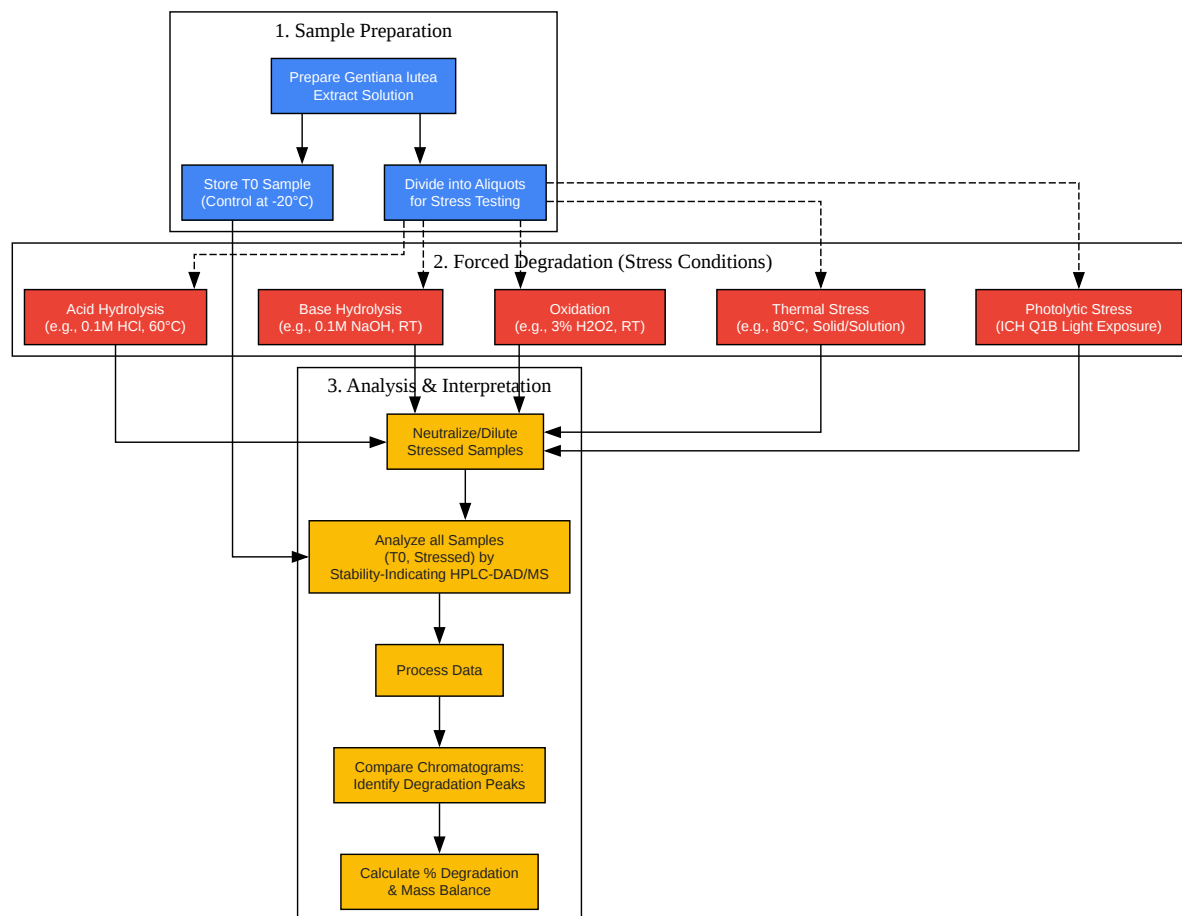 1. Sample Preparation
Prepare Gentiana lutea
Extract Solution
Store T0 Sample
(Control at -20°C)
Divide into Aliquots
for Stress Testing
2. Forced Degradation (Stress Conditions)
Acid Hydrolysis
(e.g., 0.1M HCl, 60°C)
Base Hydrolysis
(e.g., 0.1M NaOH, RT)
Oxidation
(e.g., 3% H2O2, RT)
Thermal Stress
(e.g., 80°C, Solid/Solution)
Photolytic Stress
(ICH Q1B Light Exposure)
3. Analysis & Interpretation
Neutralize/Dilute
Stressed Samples
Analyze all Samples
(T0, Stressed) by
Stability-Indicating HPLC-DAD/MS
Process Data
Compare Chromatograms:
Identify Degradation Peaks
Calculate % Degradation
& Mass Balance